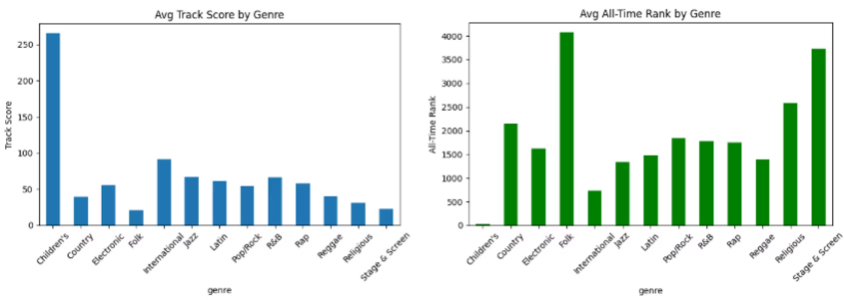 Avg Track Score by Genre
Track Score
250
200
150
100
50
0
Children's
Country
Electronic
Folk
International
Jazz
Latin
Pop/Rock
R&B
Rap
Reggae
Religious
Stage & Screen
genre
Avg All-Time Rank by Genre
All-Time Rank
4000
3500
3000
2500
2000
1500
1000
500
0
Children's
Country
Electronic
Folk
International
Jazz
Latin
Pop/Rock
R&B
Rap
Reggae
Religious
Stage & Screen
genre